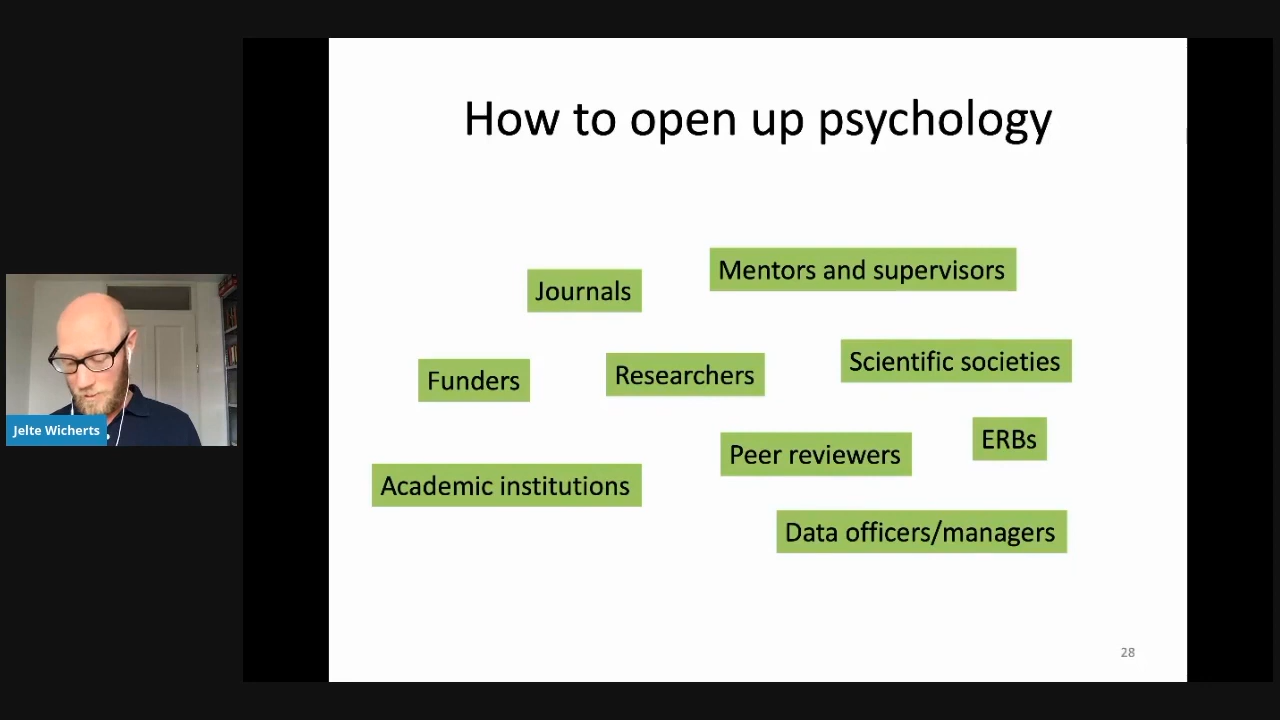 How to open up psychology
Journals
Mentors and supervisors
Funders
Researchers
Scientific societies
Academic institutions
Peer reviewers
ERBs
Data officers/managers
28
Jelte Wicherts